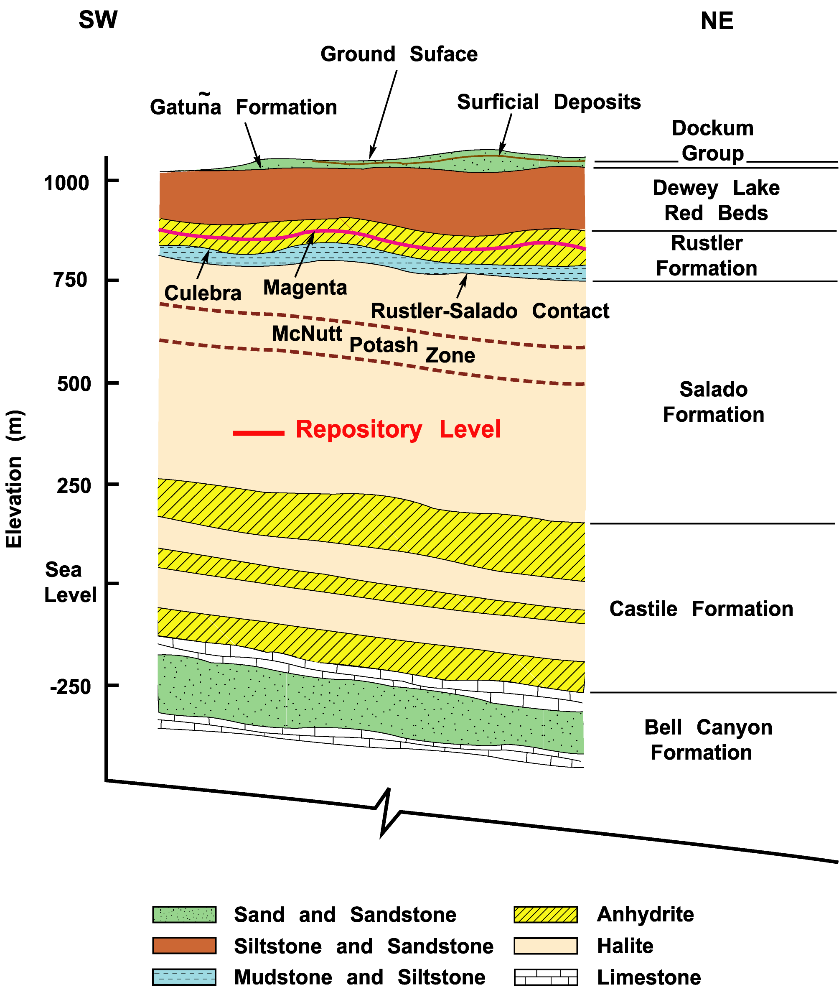 SW
NE
Ground Suface
Gatuña Formation
Surficial Deposits
Dockum
Group
1000
Dewey Lake
Red Beds
Rustler
Formation
750
Culebra
Magenta
Rustler-Salado Contact
McNutt Potash Zone
500
Salado
Formation
Repository Level
Elevation (m)
250
Sea
Level
Castile Formation
-250
Bell Canyon
Formation
Sand and Sandstone
Anhydrite
Siltstone and Sandstone
Halite
Mudstone and Siltstone
Limestone